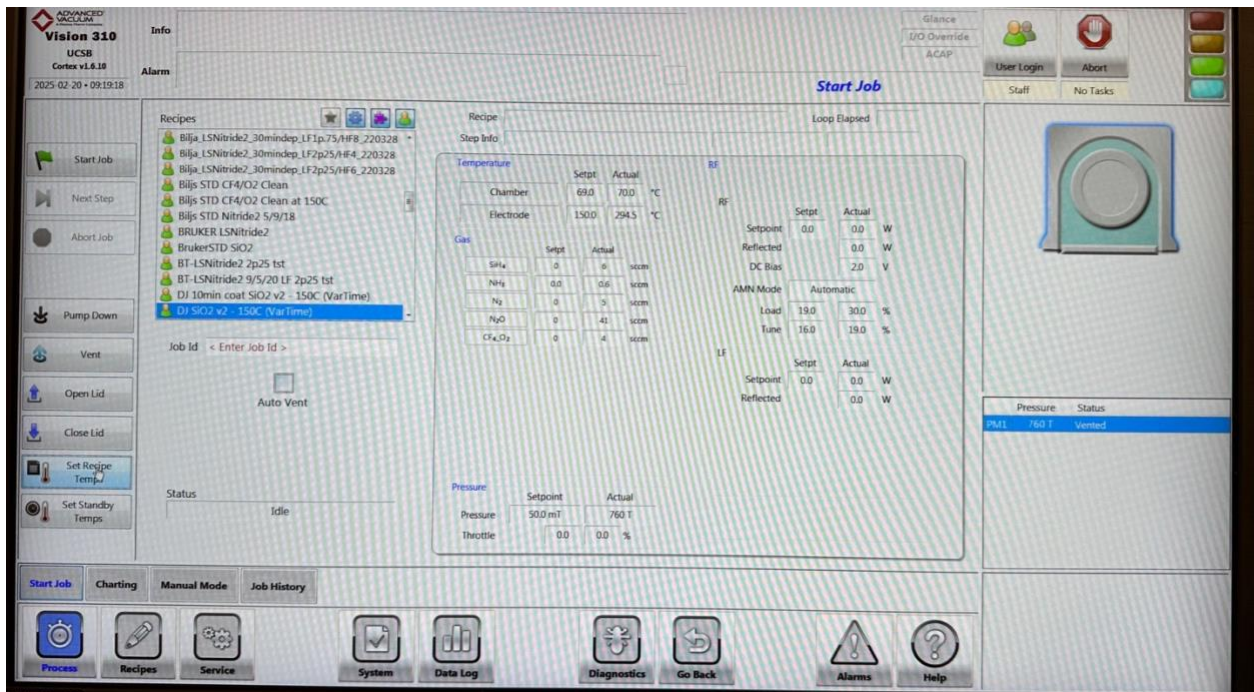 ADVANCED
VACUUM
Vision 310
UCSB
Cortex v1.6.10
2025-02-20 • 09:19:18
Info
Alarm
Glance
I/O Override
ACAP
Start Job
User Login
Abort
Staff
No Tasks
Start Job
Next Step
Abort Job
Pump Down
Vent
Open Lid
Close Lid
Set Recipe
Temps
Set Standby
Temps
Recipes
Bilja_LSNitride2_30mindep_LF1p.75/HF8_220328
Bilja_LSNitride2_30mindep_LF2p25/HF4_220328
Bilja_LSNitride2_30mindep_LF2p25/HF6_220328
Biljs STD CF4/O2 Clean
Biljs STD CF4/O2 Clean at 150C
Biljs STD Nitride2 5/9/18
BRUKER LSNitride2
BrukerSTD SiO2
BT-LSNitride2 2p25 tst
BT-LSNitride2 9/5/20 LF 2p25 tst
DJ 10min coat SiO2 v2 - 150C (VarTime)
DJ SiO2 v2 - 150C (VarTime)
Job Id < Enter Job Id >
Auto Vent
Status
Idle
Recipe
Loop Elapsed
Step Info
Temperature
Setpt Actual
Chamber 69.0 70.0 °C
Electrode 150.0 294.5 °C
Gas
Setpt Actual
SiH₄ 0 6 sccm
NH₃ 0.0 0.6 sccm
N₂ 0 5 sccm
N₂O 0 41 sccm
CF₄_O₂ 0 4 sccm
Pressure
Setpoint Actual
Pressure 50.0 mT 760 T
Throttle 0.0 0.0 %
RF
RF
Setpt Actual
Setpoint 0.0 0.0 W
Reflected 0.0 W
DC Bias 2.0 V
AMN Mode Automatic
Load 19.0 30.0 %
Tune 16.0 19.0 %
LF
Setpt Actual
Setpoint 0.0 0.0 W
Reflected 0.0 W
Pressure Status
PM1 760 T Vented
Start Job Charting Manual Mode Job History
Process Recipes Service System Data Log Diagnostics Go Back Alarms Help